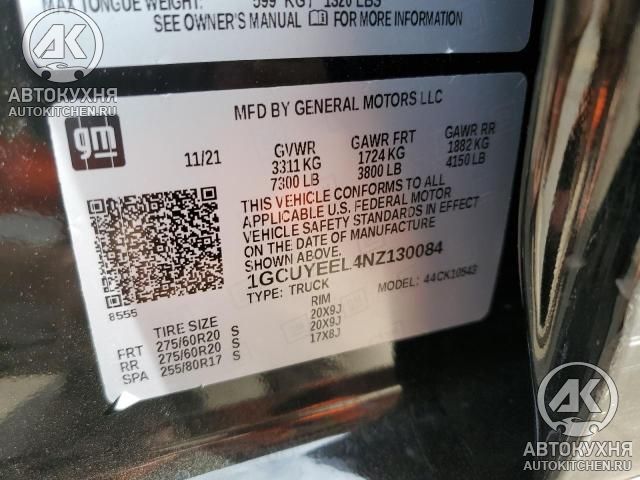 MAX TONGUE WEIGHT: 599 KG / 1320 LBS
SEE OWNER'S MANUAL FOR MORE INFORMATION
АВТОКУХНЯ
AUTOKITCHEN.RU
gm
MFD BY GENERAL MOTORS LLC
11/21 GVWR GAWR FRT GAWR RR
3311 KG 1724 KG 1882 KG
7300 LB 3800 LB 4150 LB
THIS VEHICLE CONFORMS TO ALL
APPLICABLE U.S. FEDERAL MOTOR
VEHICLE SAFETY STANDARDS IN EFFECT
ON THE DATE OF MANUFACTURE SHOWN ABOVE
1GCUYEEL4NZ130084
TYPE: TRUCK MODEL: 44CK10543
8555
TIRE SIZE RIM
FRT 275/60R20 S 20X9J
RR 275/60R20 S 20X9J
SPA 255/80R17 S 17X8J
АК
АВТОКУХНЯ
AUTOKITCHEN.RU